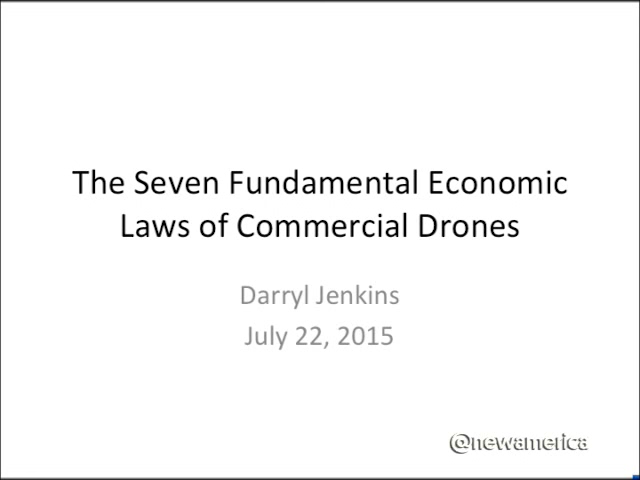 The Seven Fundamental Economic
Laws of Commercial Drones
Darryl Jenkins
July 22, 2015
@newamerica